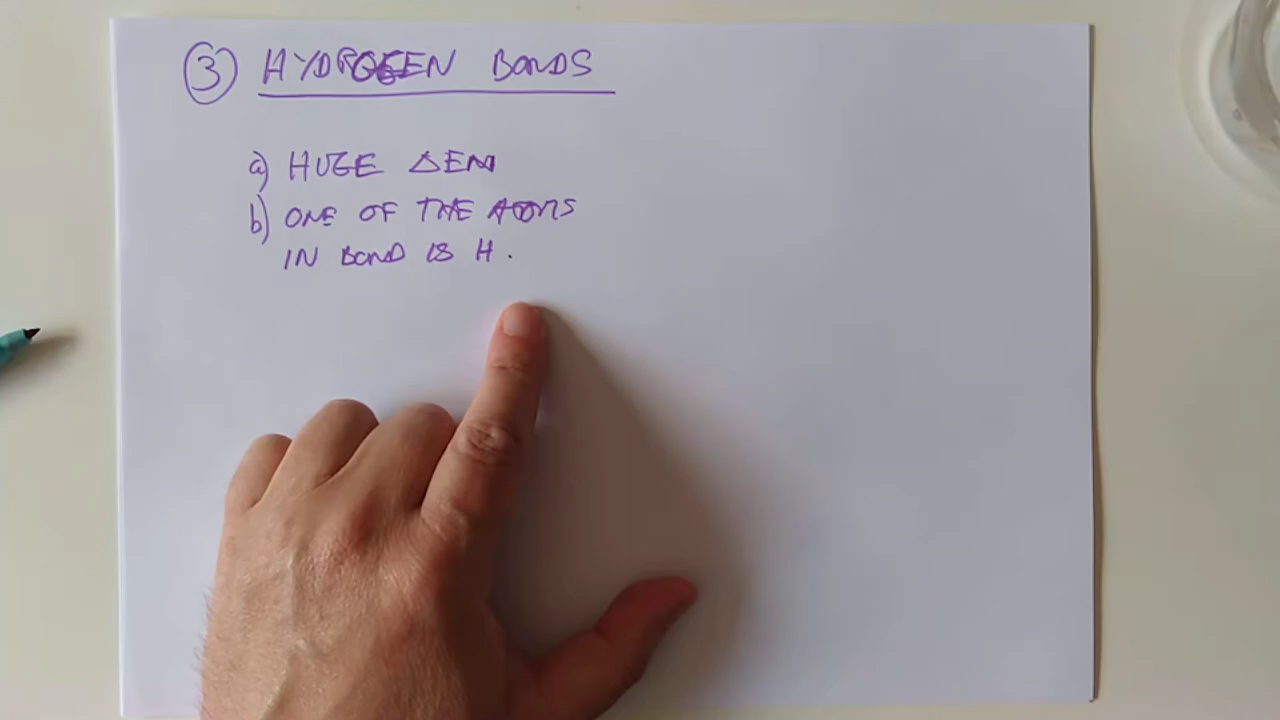 ③ HYDROGEN BONDS
a) HUGE ΔEN
b) ONE OF THE ATOMS
IN BOND IS H.